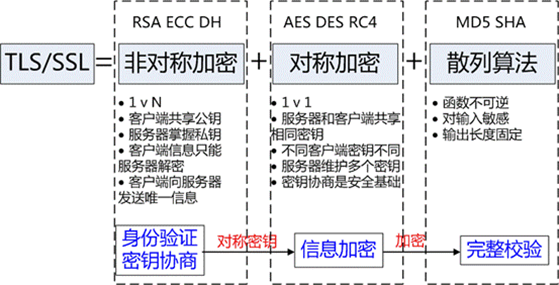 RSA ECC DH
AES DES RC4
MD5 SHA
TLS/SSL = 非对称加密 + 对称加密 + 散列算法
• 1 v N
• 客户端共享公钥
• 服务器掌握私钥
• 客户端信息只能
服务器解密
• 客户端向服务器
发送唯一信息
• 1 v 1
• 服务器和客户端共享
相同密钥
• 不同客户端密钥不同
• 服务器维护多个密钥
• 密钥协商是安全基础
• 函数不可逆
• 对输入敏感
• 输出长度固定
身份验证
密钥协商
对称密钥
信息加密
加密
完整校验